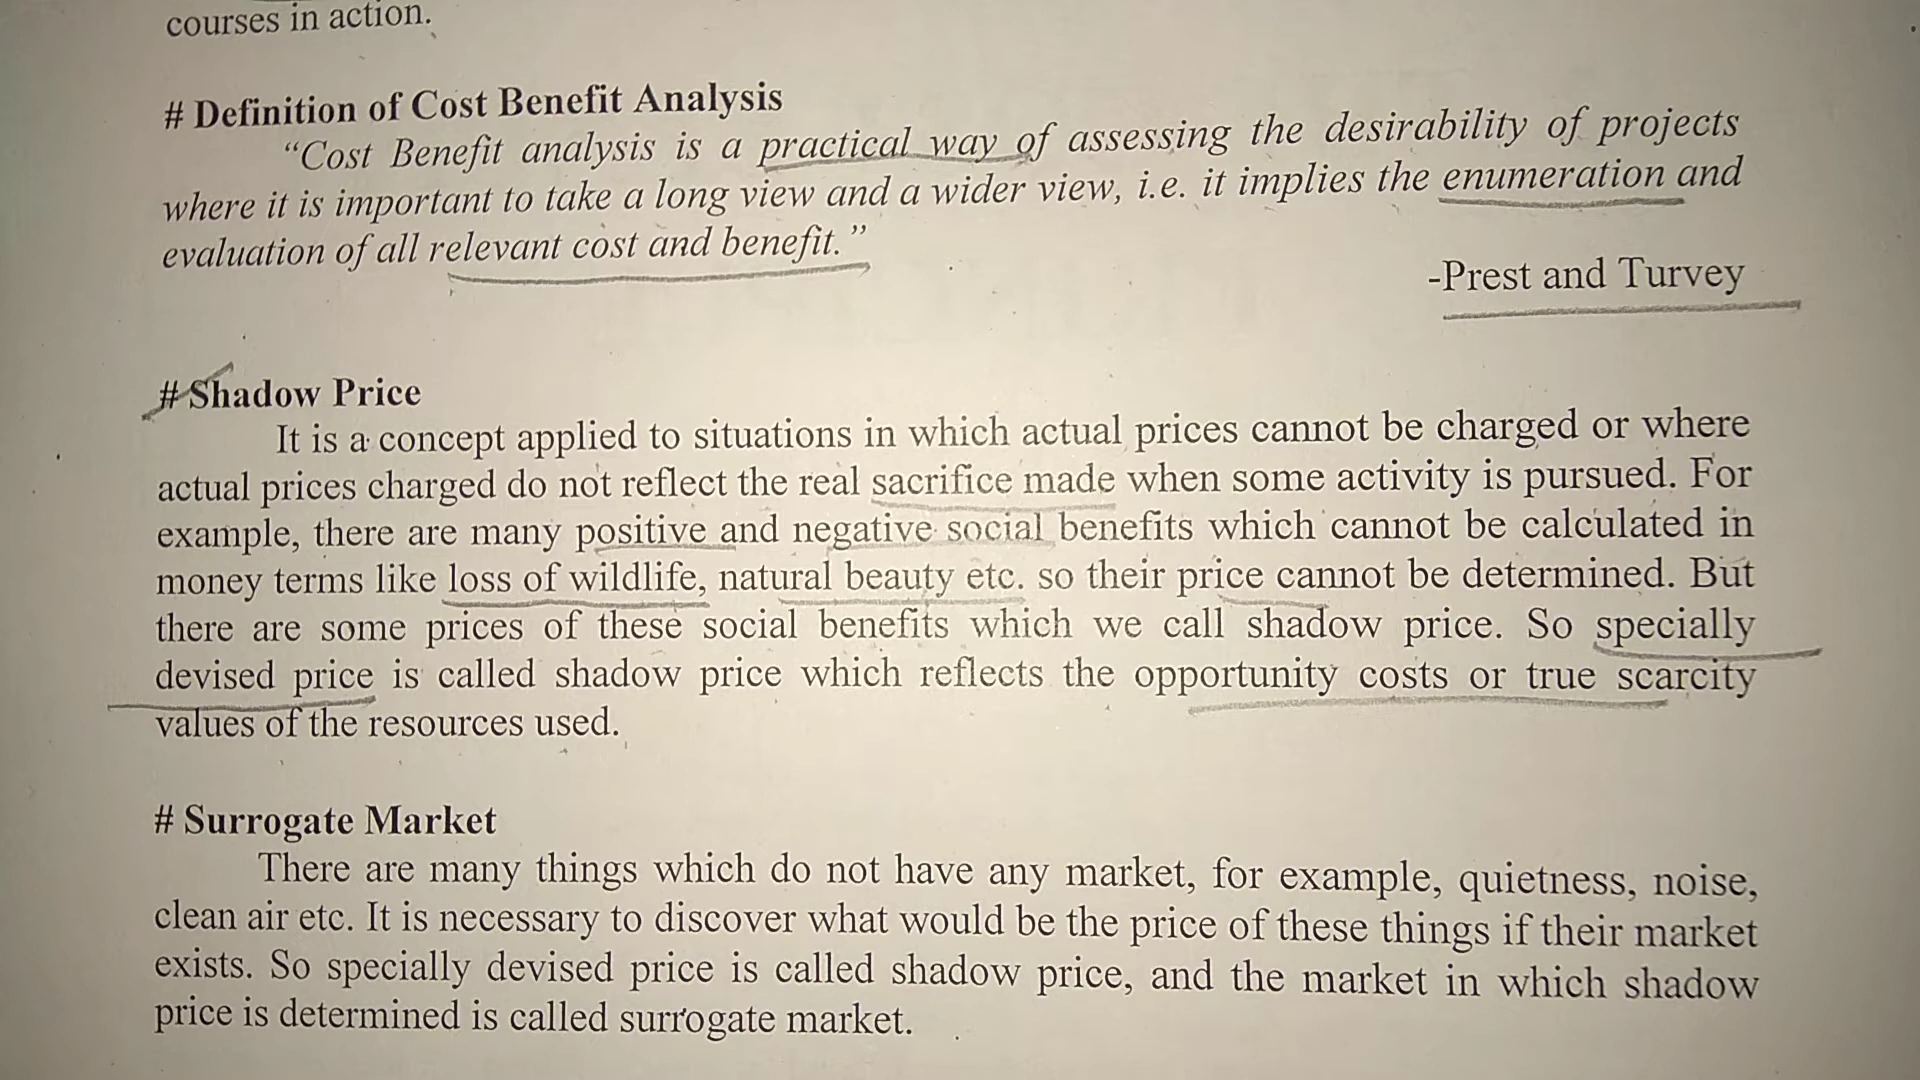 courses in action.
# Definition of Cost Benefit Analysis
“Cost Benefit analysis is a practical way of assessing the desirability of projects
where it is important to take a long view and a wider view, i.e. it implies the enumeration and
evaluation of all relevant cost and benefit.”
-Prest and Turvey
# Shadow Price
It is a concept applied to situations in which actual prices cannot be charged or where
actual prices charged do not reflect the real sacrifice made when some activity is pursued. For
example, there are many positive and negative social benefits which cannot be calculated in
money terms like loss of wildlife, natural beauty etc. so their price cannot be determined. But
there are some prices of these social benefits which we call shadow price. So specially
devised price is called shadow price which reflects the opportunity costs or true scarcity
values of the resources used.
# Surrogate Market
There are many things which do not have any market, for example, quietness, noise,
clean air etc. It is necessary to discover what would be the price of these things if their market
exists. So specially devised price is called shadow price, and the market in which shadow
price is determined is called surrogate market.